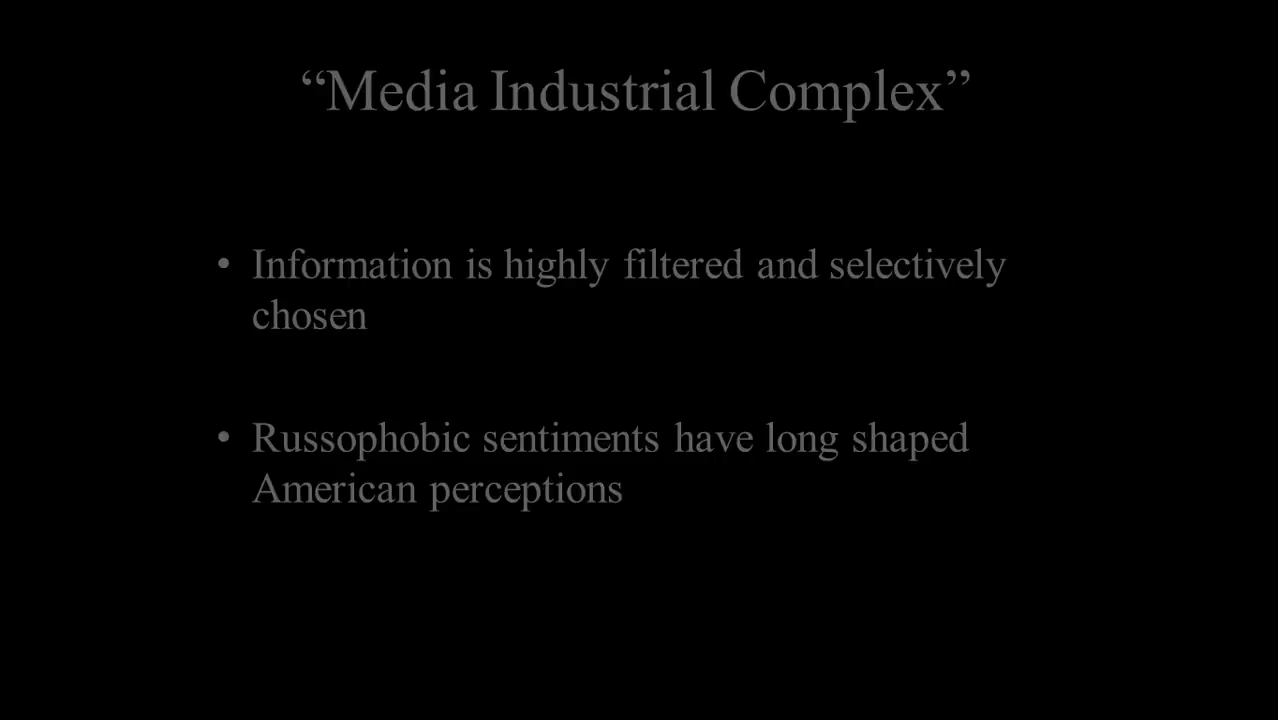 “Media Industrial Complex”
• Information is highly filtered and selectively
chosen
• Russophobic sentiments have long shaped
American perceptions